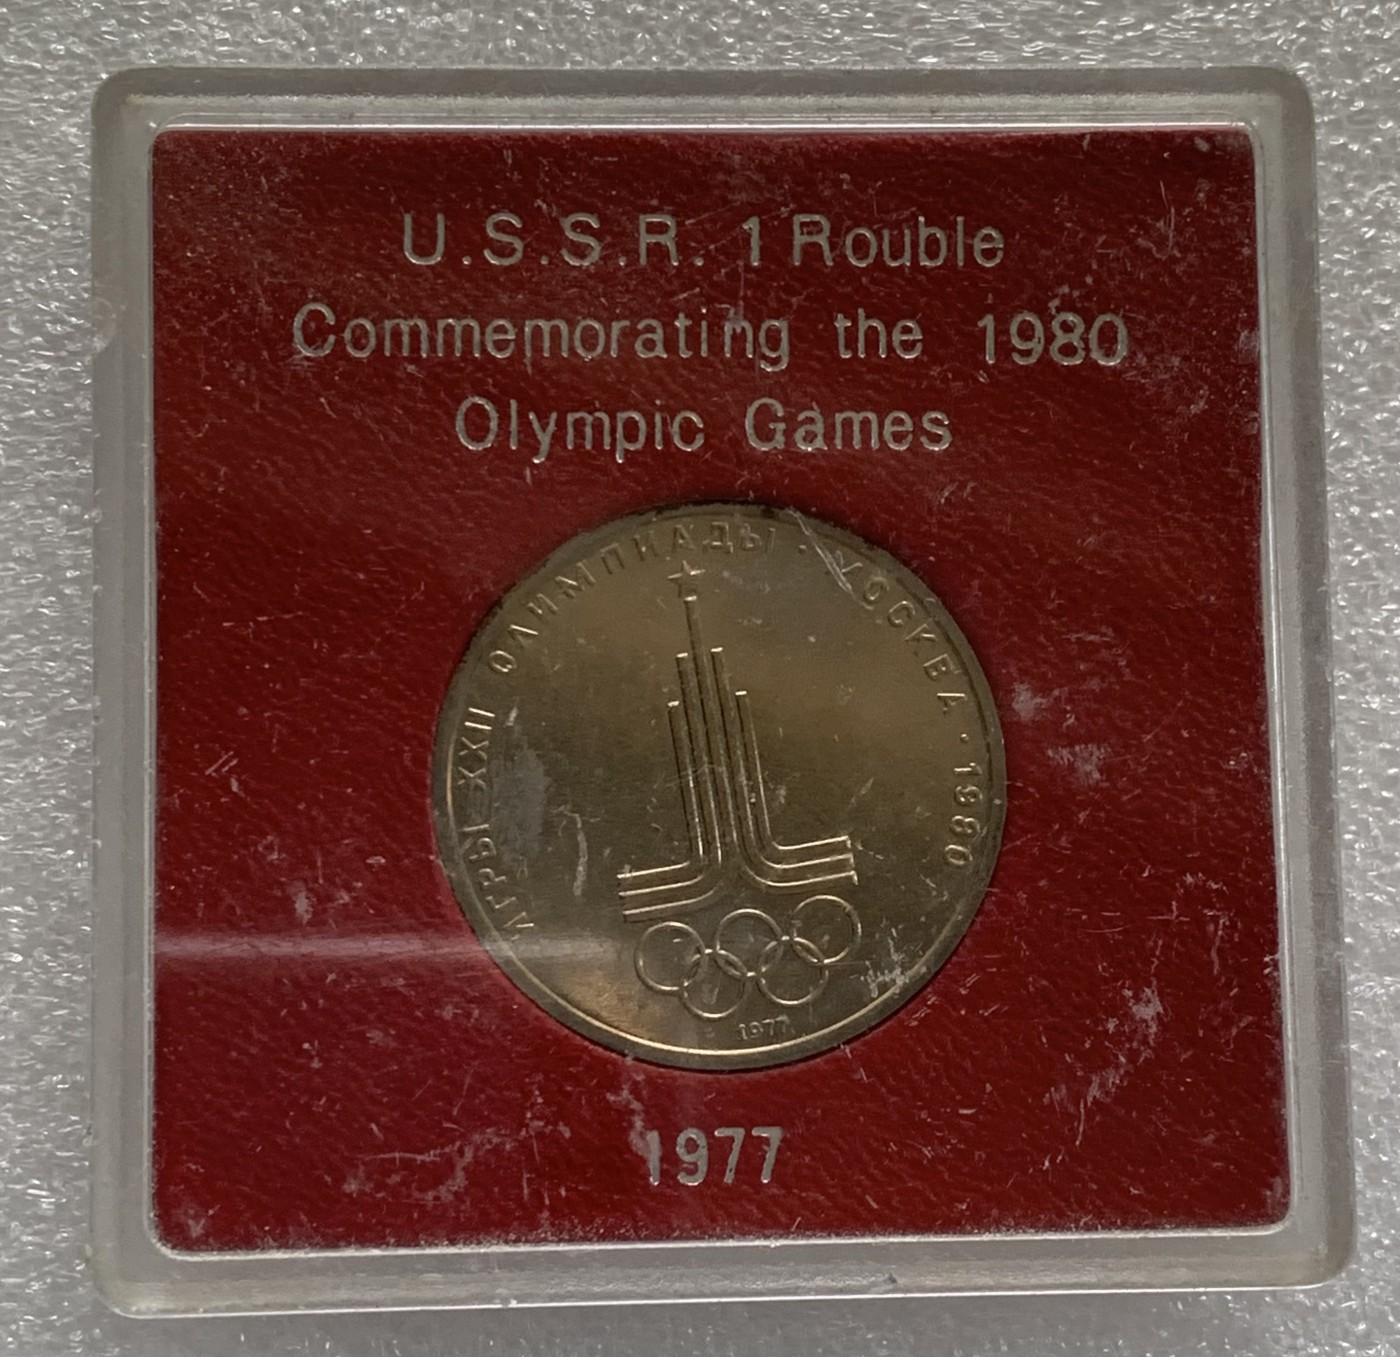 U.S.S.R. 1 Rouble
Commemorating the 1980
Olympic Games
ИГРЫ XXII ОЛИМПИАДЫ · МОСКВА · 1980
1977
1977